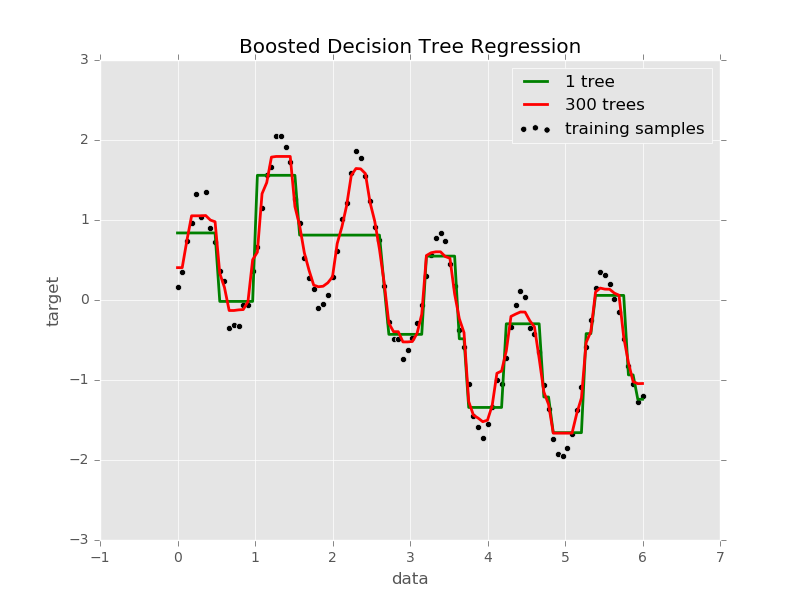 Boosted Decision Tree Regression
1 tree
300 trees
training samples
3
2
1
0
−1
−2
−3
target
−1 0 1 2 3 4 5 6 7
data